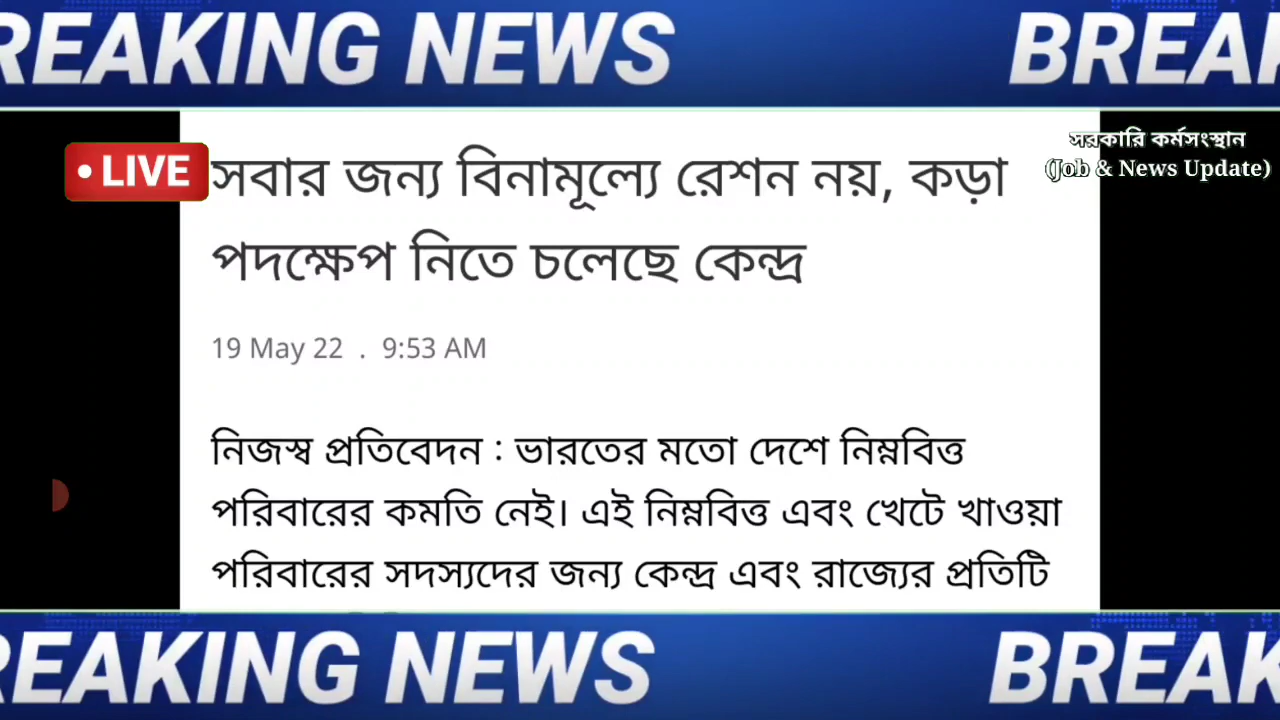 REAKING NEWS BREAK
LIVE
সরকারি কর্মসংস্থান
(Job & News Update)
সবার জন্য বিনামূল্যে রেশন নয়, কড়া
পদক্ষেপ নিতে চলেছে কেন্দ্র
19 May 22 . 9:53 AM
নিজস্ব প্রতিবেদন : ভারতের মতো দেশে নিম্নবিত্ত
পরিবারের কমতি নেই। এই নিম্নবিত্ত এবং খেটে খাওয়া
পরিবারের সদস্যদের জন্য কেন্দ্র এবং রাজ্যের প্রতিটি
REAKING NEWS BREAK